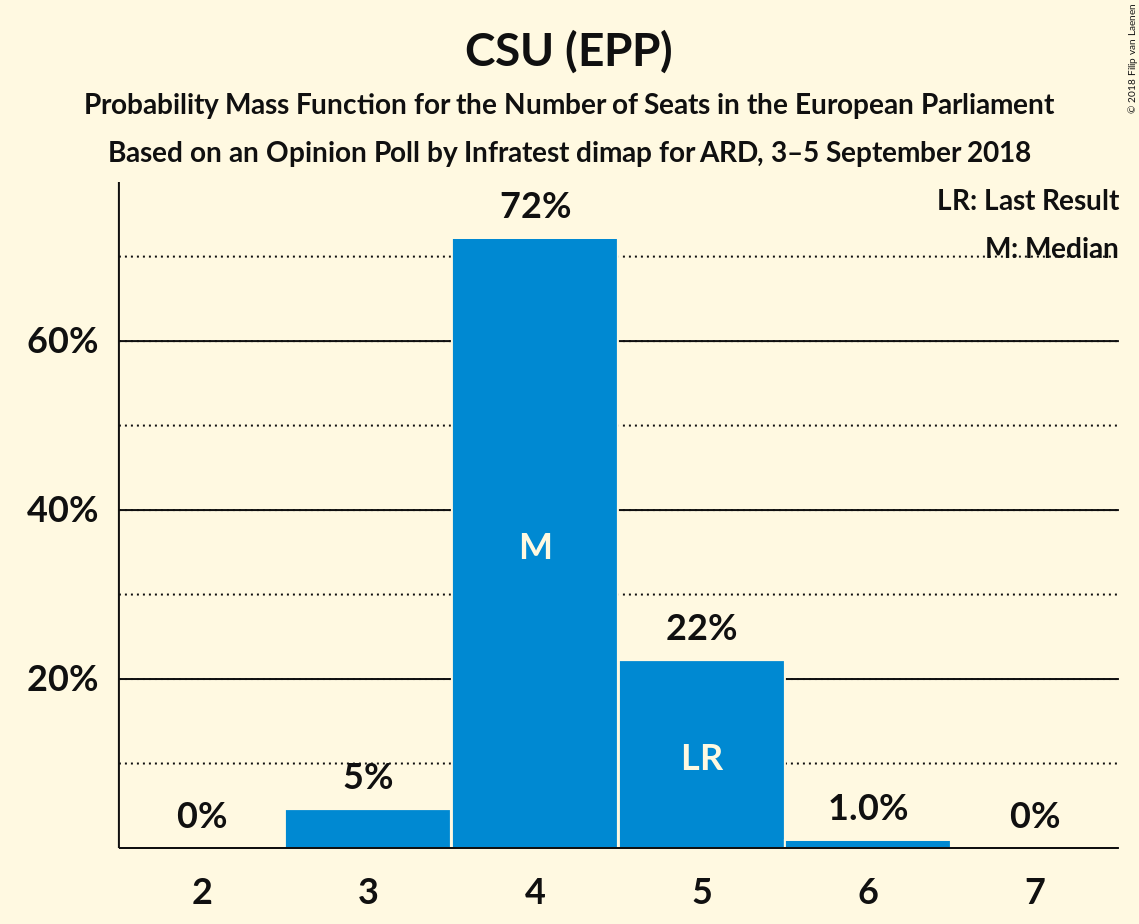 CSU (EPP)
Probability Mass Function for the Number of Seats in the European Parliament
Based on an Opinion Poll by Infratest dimap for ARD, 3–5 September 2018
© 2018 Filip van Laenen
LR: Last Result
M: Median
72%
60%
40%
M
22%
20%
LR
5%
1.0%
0%
0%
2 3 4 5 6 7